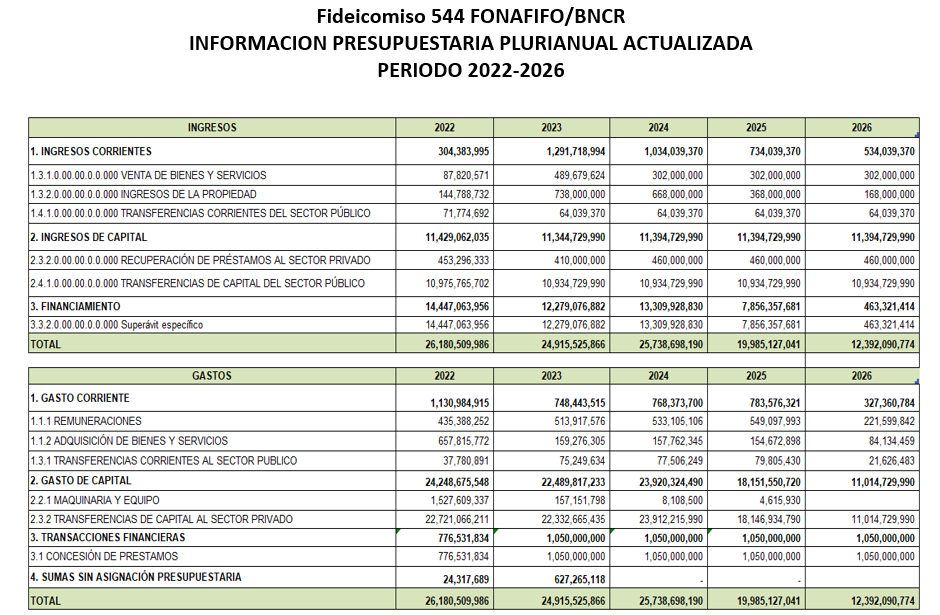 Fideicomiso 544 FONAFIFO/BNCR
INFORMACION PRESUPUESTARIA PLURIANUAL ACTUALIZADA
PERIODO 2022-2026
INGRESOS 2022 2023 2024 2025 2026
1. INGRESOS CORRIENTES 304,383,995 1,291,718,994 1,034,039,370 734,039,370 534,039,370
1.3.1.0.00.00.0.0.000 VENTA DE BIENES Y SERVICIOS 87,820,571 489,679,624 302,000,000 302,000,000 302,000,000
1.3.2.0.00.00.0.0.000 INGRESOS DE LA PROPIEDAD 144,788,732 738,000,000 668,000,000 368,000,000 168,000,000
1.4.1.0.00.00.0.0.000 TRANSFERENCIAS CORRIENTES DEL SECTOR PÚBLICO 71,774,692 64,039,370 64,039,370 64,039,370 64,039,370
2. INGRESOS DE CAPITAL 11,429,062,035 11,344,729,990 11,394,729,990 11,394,729,990 11,394,729,990
2.3.2.0.00.00.0.0.000 RECUPERACIÓN DE PRÉSTAMOS AL SECTOR PRIVADO 453,296,333 410,000,000 460,000,000 460,000,000 460,000,000
2.4.1.0.00.00.0.0.000 TRANSFERENCIAS DE CAPITAL DEL SECTOR PÚBLICO 10,975,765,702 10,934,729,990 10,934,729,990 10,934,729,990 10,934,729,990
3. FINANCIAMIENTO 14,447,063,956 12,279,076,882 13,309,928,830 7,856,357,681 463,321,414
3.3.2.0.00.00.0.0.000 Superávit específico 14,447,063,956 12,279,076,882 13,309,928,830 7,856,357,681 463,321,414
TOTAL 26,180,509,986 24,915,525,866 25,738,698,190 19,985,127,041 12,392,090,774
GASTOS 2022 2023 2024 2025 2026
1. GASTO CORRIENTE 1,130,984,915 748,443,515 768,373,700 783,576,321 327,360,784
1.1.1 REMUNERACIONES 435,388,252 513,917,576 533,105,106 549,097,993 221,599,842
1.1.2 ADQUISICIÓN DE BIENES Y SERVICIOS 657,815,772 159,276,305 157,762,345 154,672,898 84,134,459
1.3.1 TRANSFERENCIAS CORRIENTES AL SECTOR PUBLICO 37,780,891 75,249,634 77,506,249 79,805,430 21,626,483
2. GASTO DE CAPITAL 24,248,675,548 22,489,817,233 23,920,324,490 18,151,550,720 11,014,729,990
2.2.1 MAQUINARIA Y EQUIPO 1,527,609,337 157,151,798 8,108,500 4,615,930
2.3.2 TRANSFERENCIAS DE CAPITAL AL SECTOR PRIVADO 22,721,066,211 22,332,665,435 23,912,215,990 18,146,934,790 11,014,729,990
3. TRANSACCIONES FINANCIERAS 776,531,834 1,050,000,000 1,050,000,000 1,050,000,000 1,050,000,000
3.1 CONCESIÓN DE PRESTAMOS 776,531,834 1,050,000,000 1,050,000,000 1,050,000,000 1,050,000,000
4. SUMAS SIN ASIGNACIÓN PRESUPUESTARIA 24,317,689 627,265,118 - -
TOTAL 26,180,509,986 24,915,525,866 25,738,698,190 19,985,127,041 12,392,090,774